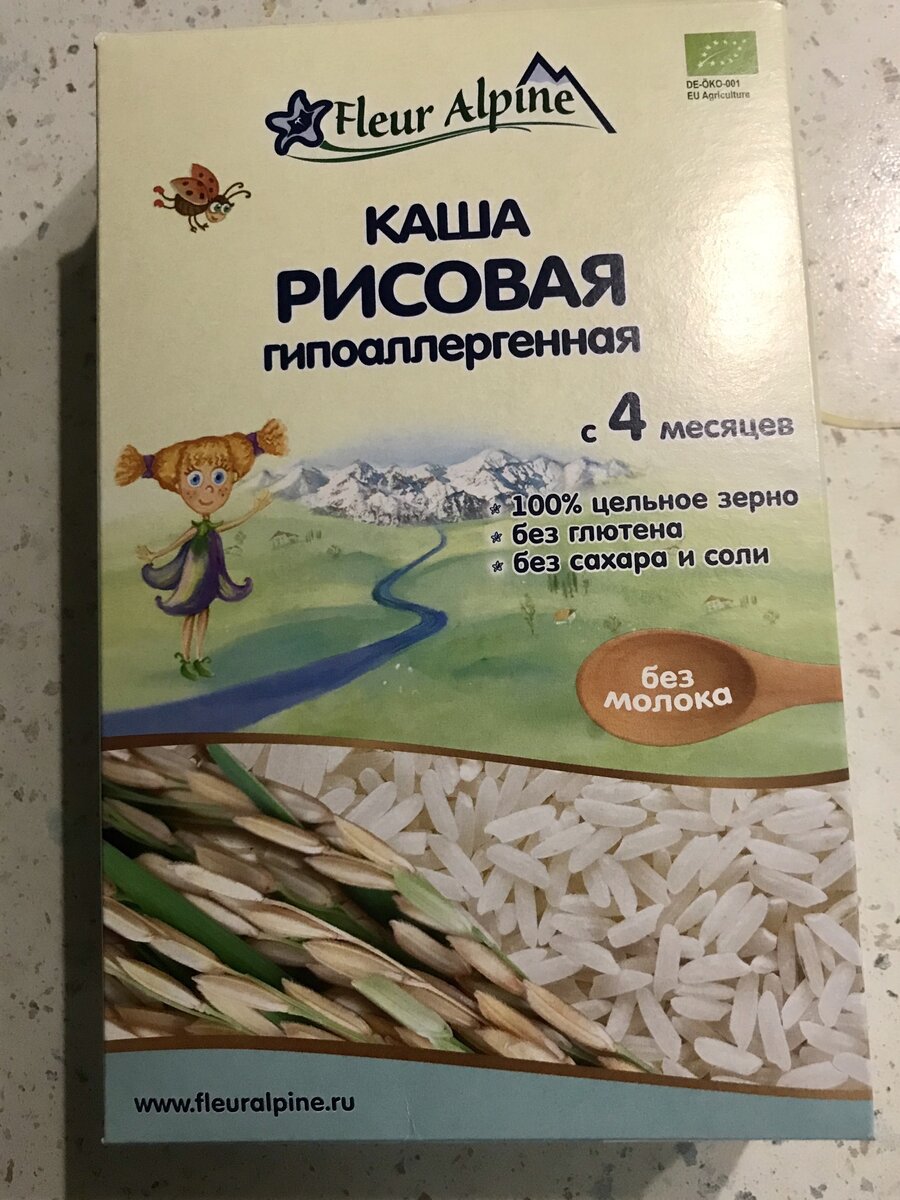 DE-ÖKO-001
EU Agriculture
Fleur Alpine
КАША
РИСОВАЯ
гипоаллергенная
с 4 месяцев
100% цельное зерно
без глютена
без сахара и соли
без
молока
www.fleuralpine.ru